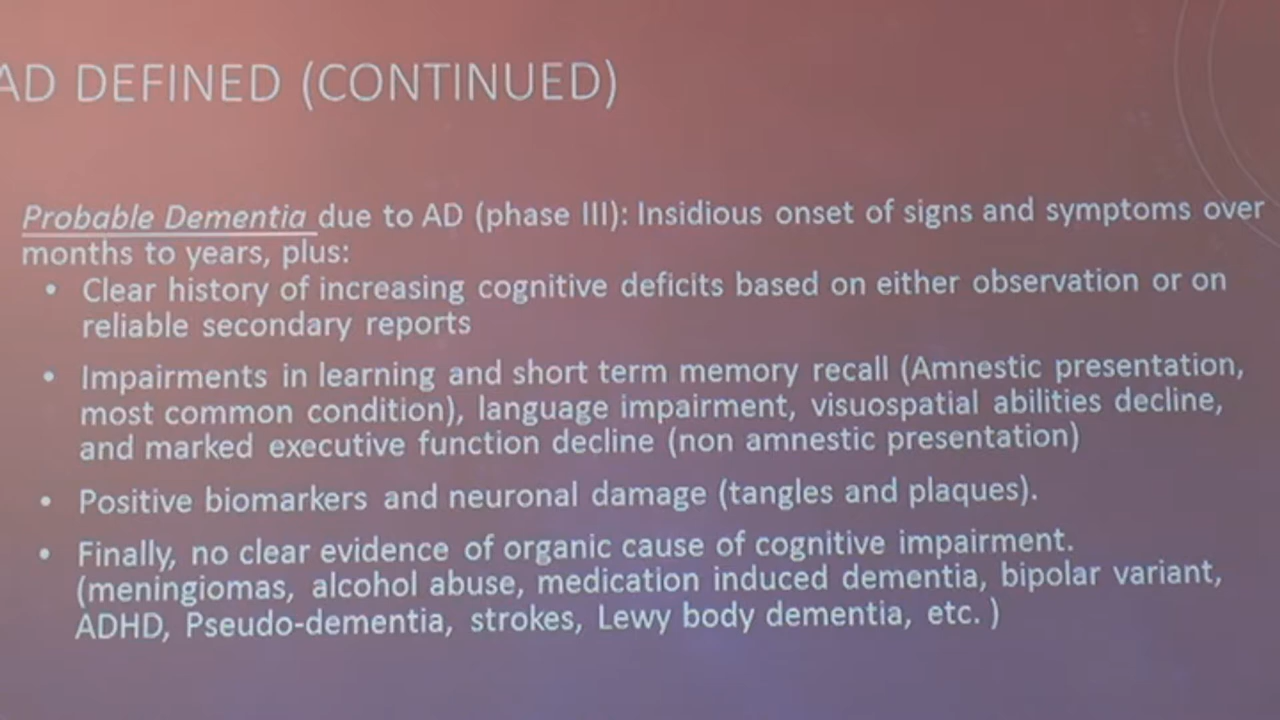 AD DEFINED (CONTINUED)
Probable Dementia due to AD (phase III): Insidious onset of signs and symptoms over
months to years, plus:
• Clear history of increasing cognitive deficits based on either observation or on
reliable secondary reports
• Impairments in learning and short term memory recall (Amnestic presentation,
most common condition), language impairment, visuospatial abilities decline,
and marked executive function decline (non amnestic presentation)
• Positive biomarkers and neuronal damage (tangles and plaques).
• Finally, no clear evidence of organic cause of cognitive impairment.
(meningiomas, alcohol abuse, medication induced dementia, bipolar variant,
ADHD, Pseudo-dementia, strokes, Lewy body dementia, etc. )